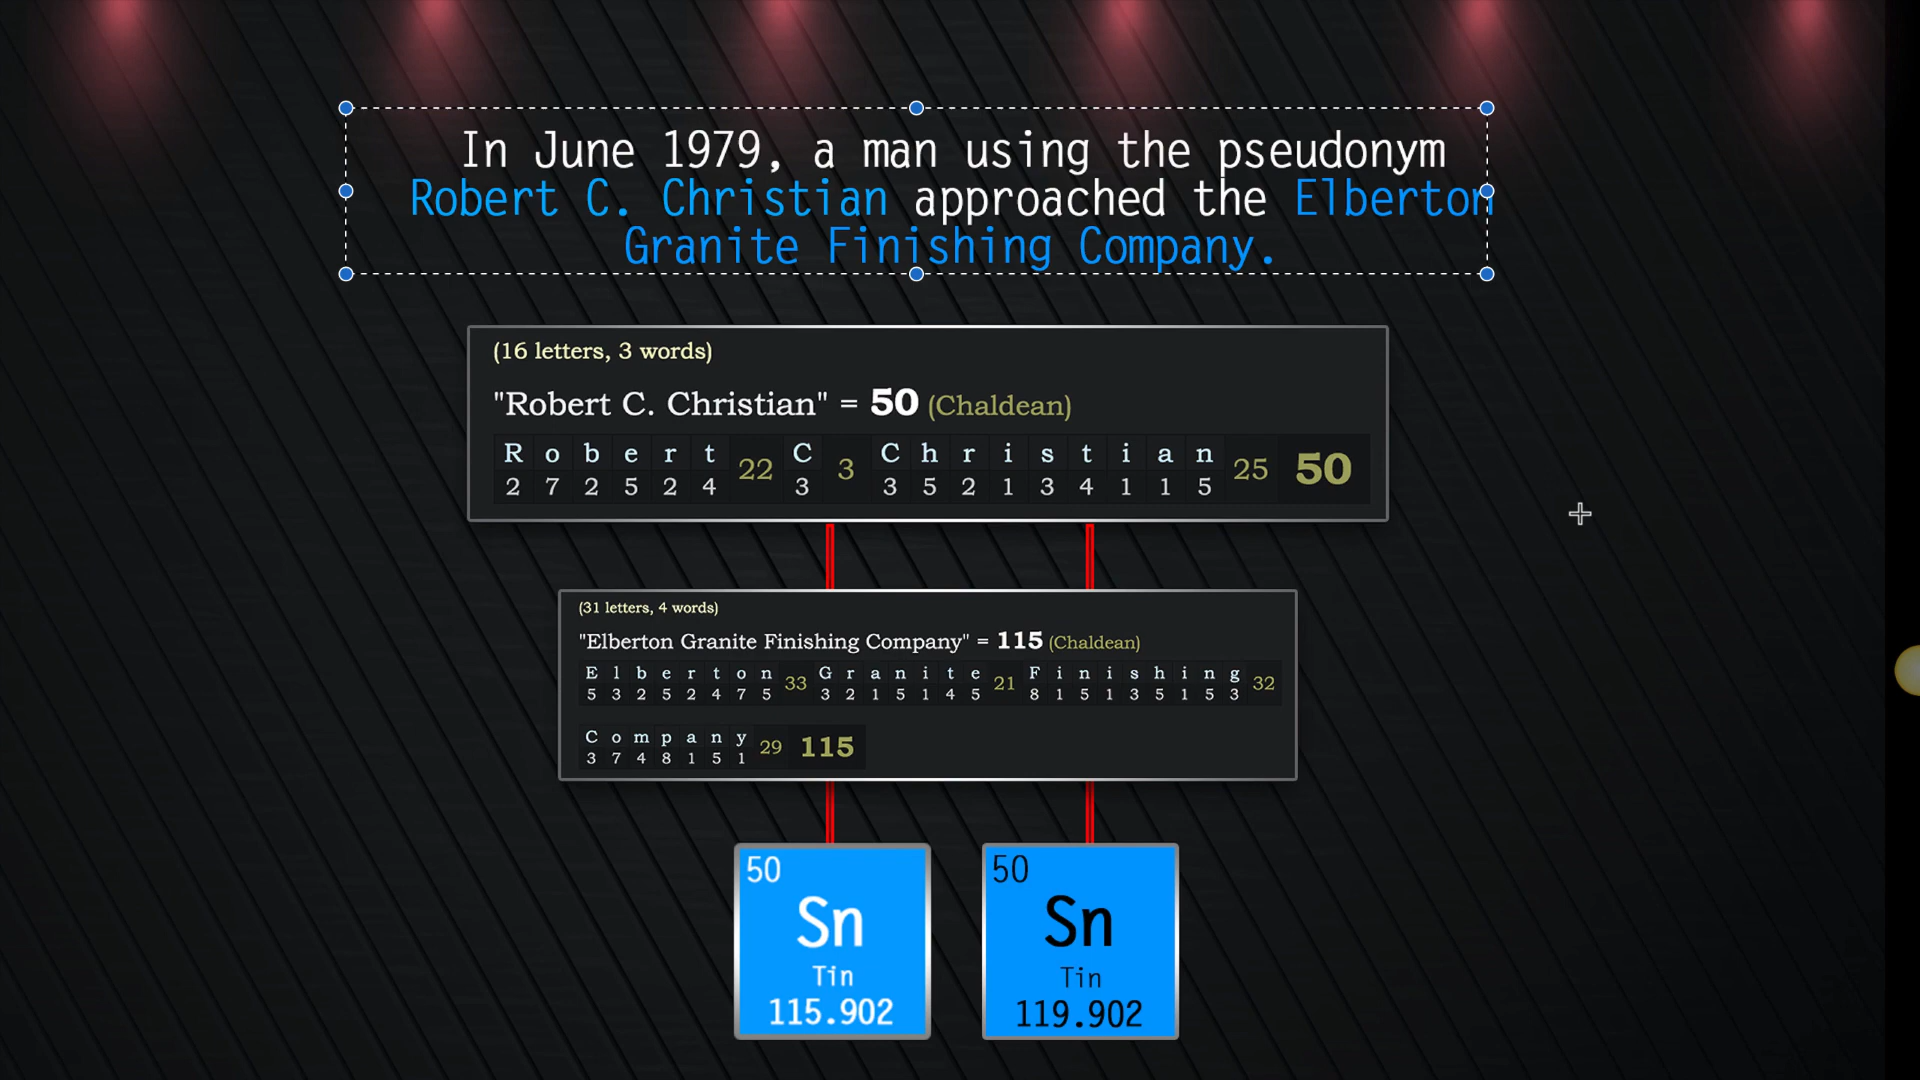 In June 1979, a man using the pseudonym
Robert C. Christian approached the Elberton
Granite Finishing Company.
(16 letters, 3 words)
"Robert C. Christian" = 50 (Chaldean)
R o b e r t 22 C 3 C h r i s t i a n 25 50
2 7 2 5 2 4 3 3 5 2 1 3 4 1 1 5
(31 letters, 4 words)
"Elberton Granite Finishing Company" = 115 (Chaldean)
E l b e r t o n 33 G r a n i t e 21 F i n i s h i n g 32
5 3 2 5 2 4 7 5 3 2 1 5 1 4 5 8 1 5 1 3 5 1 5 3
C o m p a n y 29 115
3 7 4 8 1 5 1
50
Sn
Tin
115.902
50
Sn
Tin
119.902